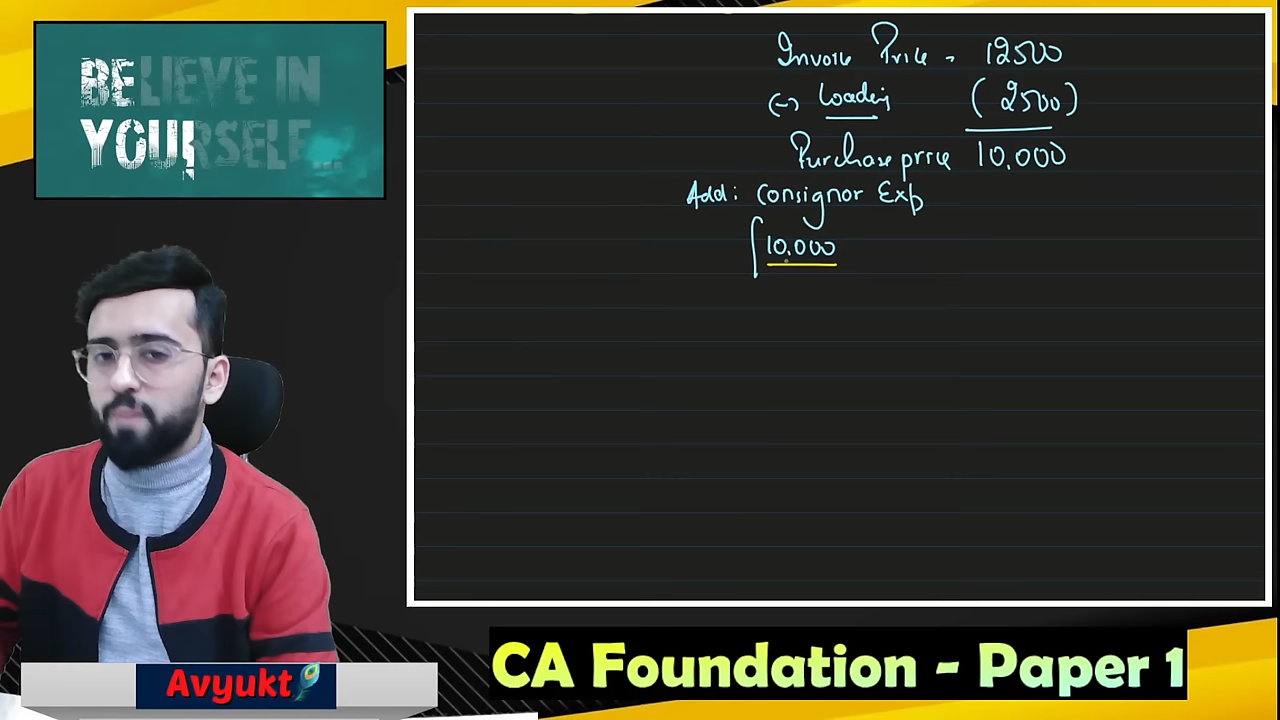 BELIEVE IN
YOURSELF...
Invoice Price - 12500
(-) Loading (2500)
Purchase price 10,000
Add: Consignor Exp
10,000
Avyukt
CA Foundation - Paper 1